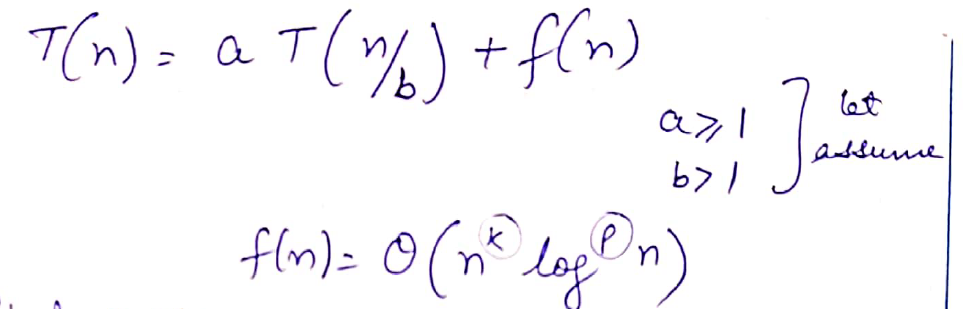 T(n) = a T(n/b) + f(n)
a ⩾ 1
b > 1
let
assume
f(n) = Θ(n^k log^p n)